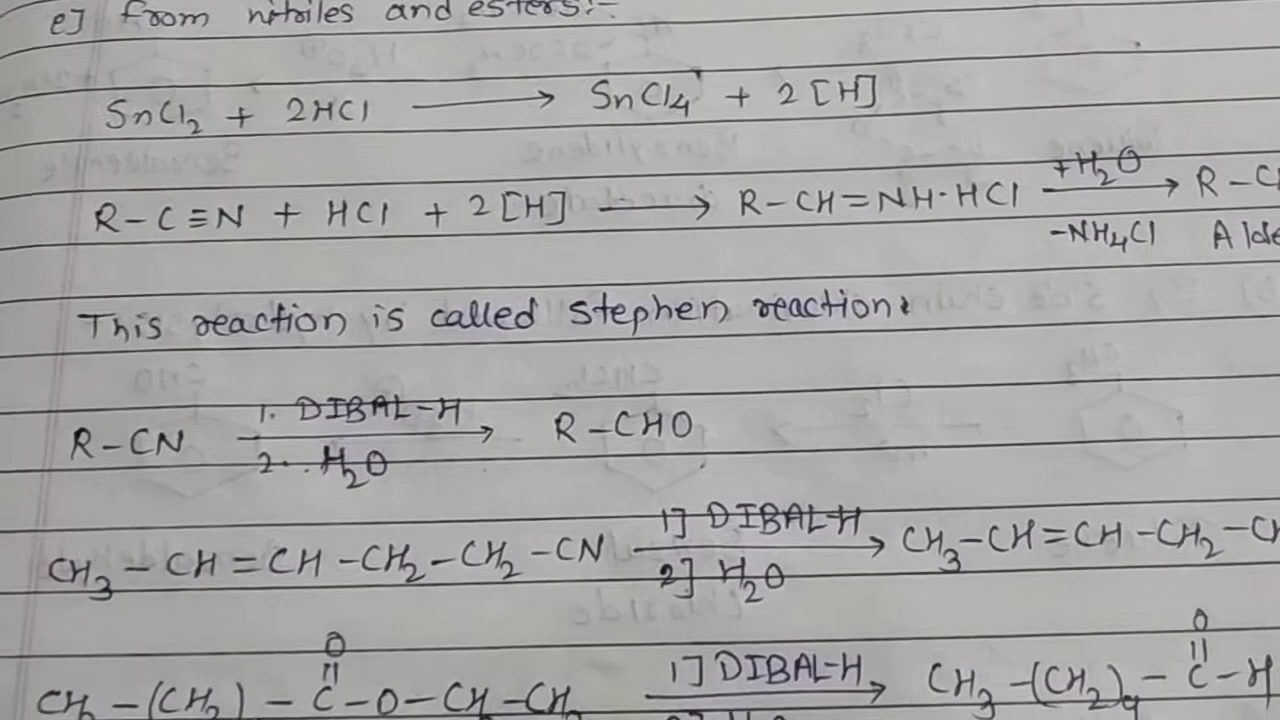 e] from nitriles and esters:-
SnCl₂ + 2HCl ⟶ SnCl₄ + 2[H]
R-C≡N + HCl + 2[H] ⟶ R-CH=NH·HCl +H₂O ⟶ R-C
-NH₄Cl Alde
This reaction is called stephen reaction.
1. DIBAL-H
R-CN ⟶ R-CHO
2. H₂O
1] DIBAL-H
CH₃-CH=CH-CH₂-CH₂-CN ⟶ CH₃-CH=CH-CH₂-CH
2] H₂O
O O
|| 1] DIBAL-H ||
CH₃-(CH₂)-C-O-CH₂-CH₃ ⟶ CH₃-(CH₂)₉-C-H